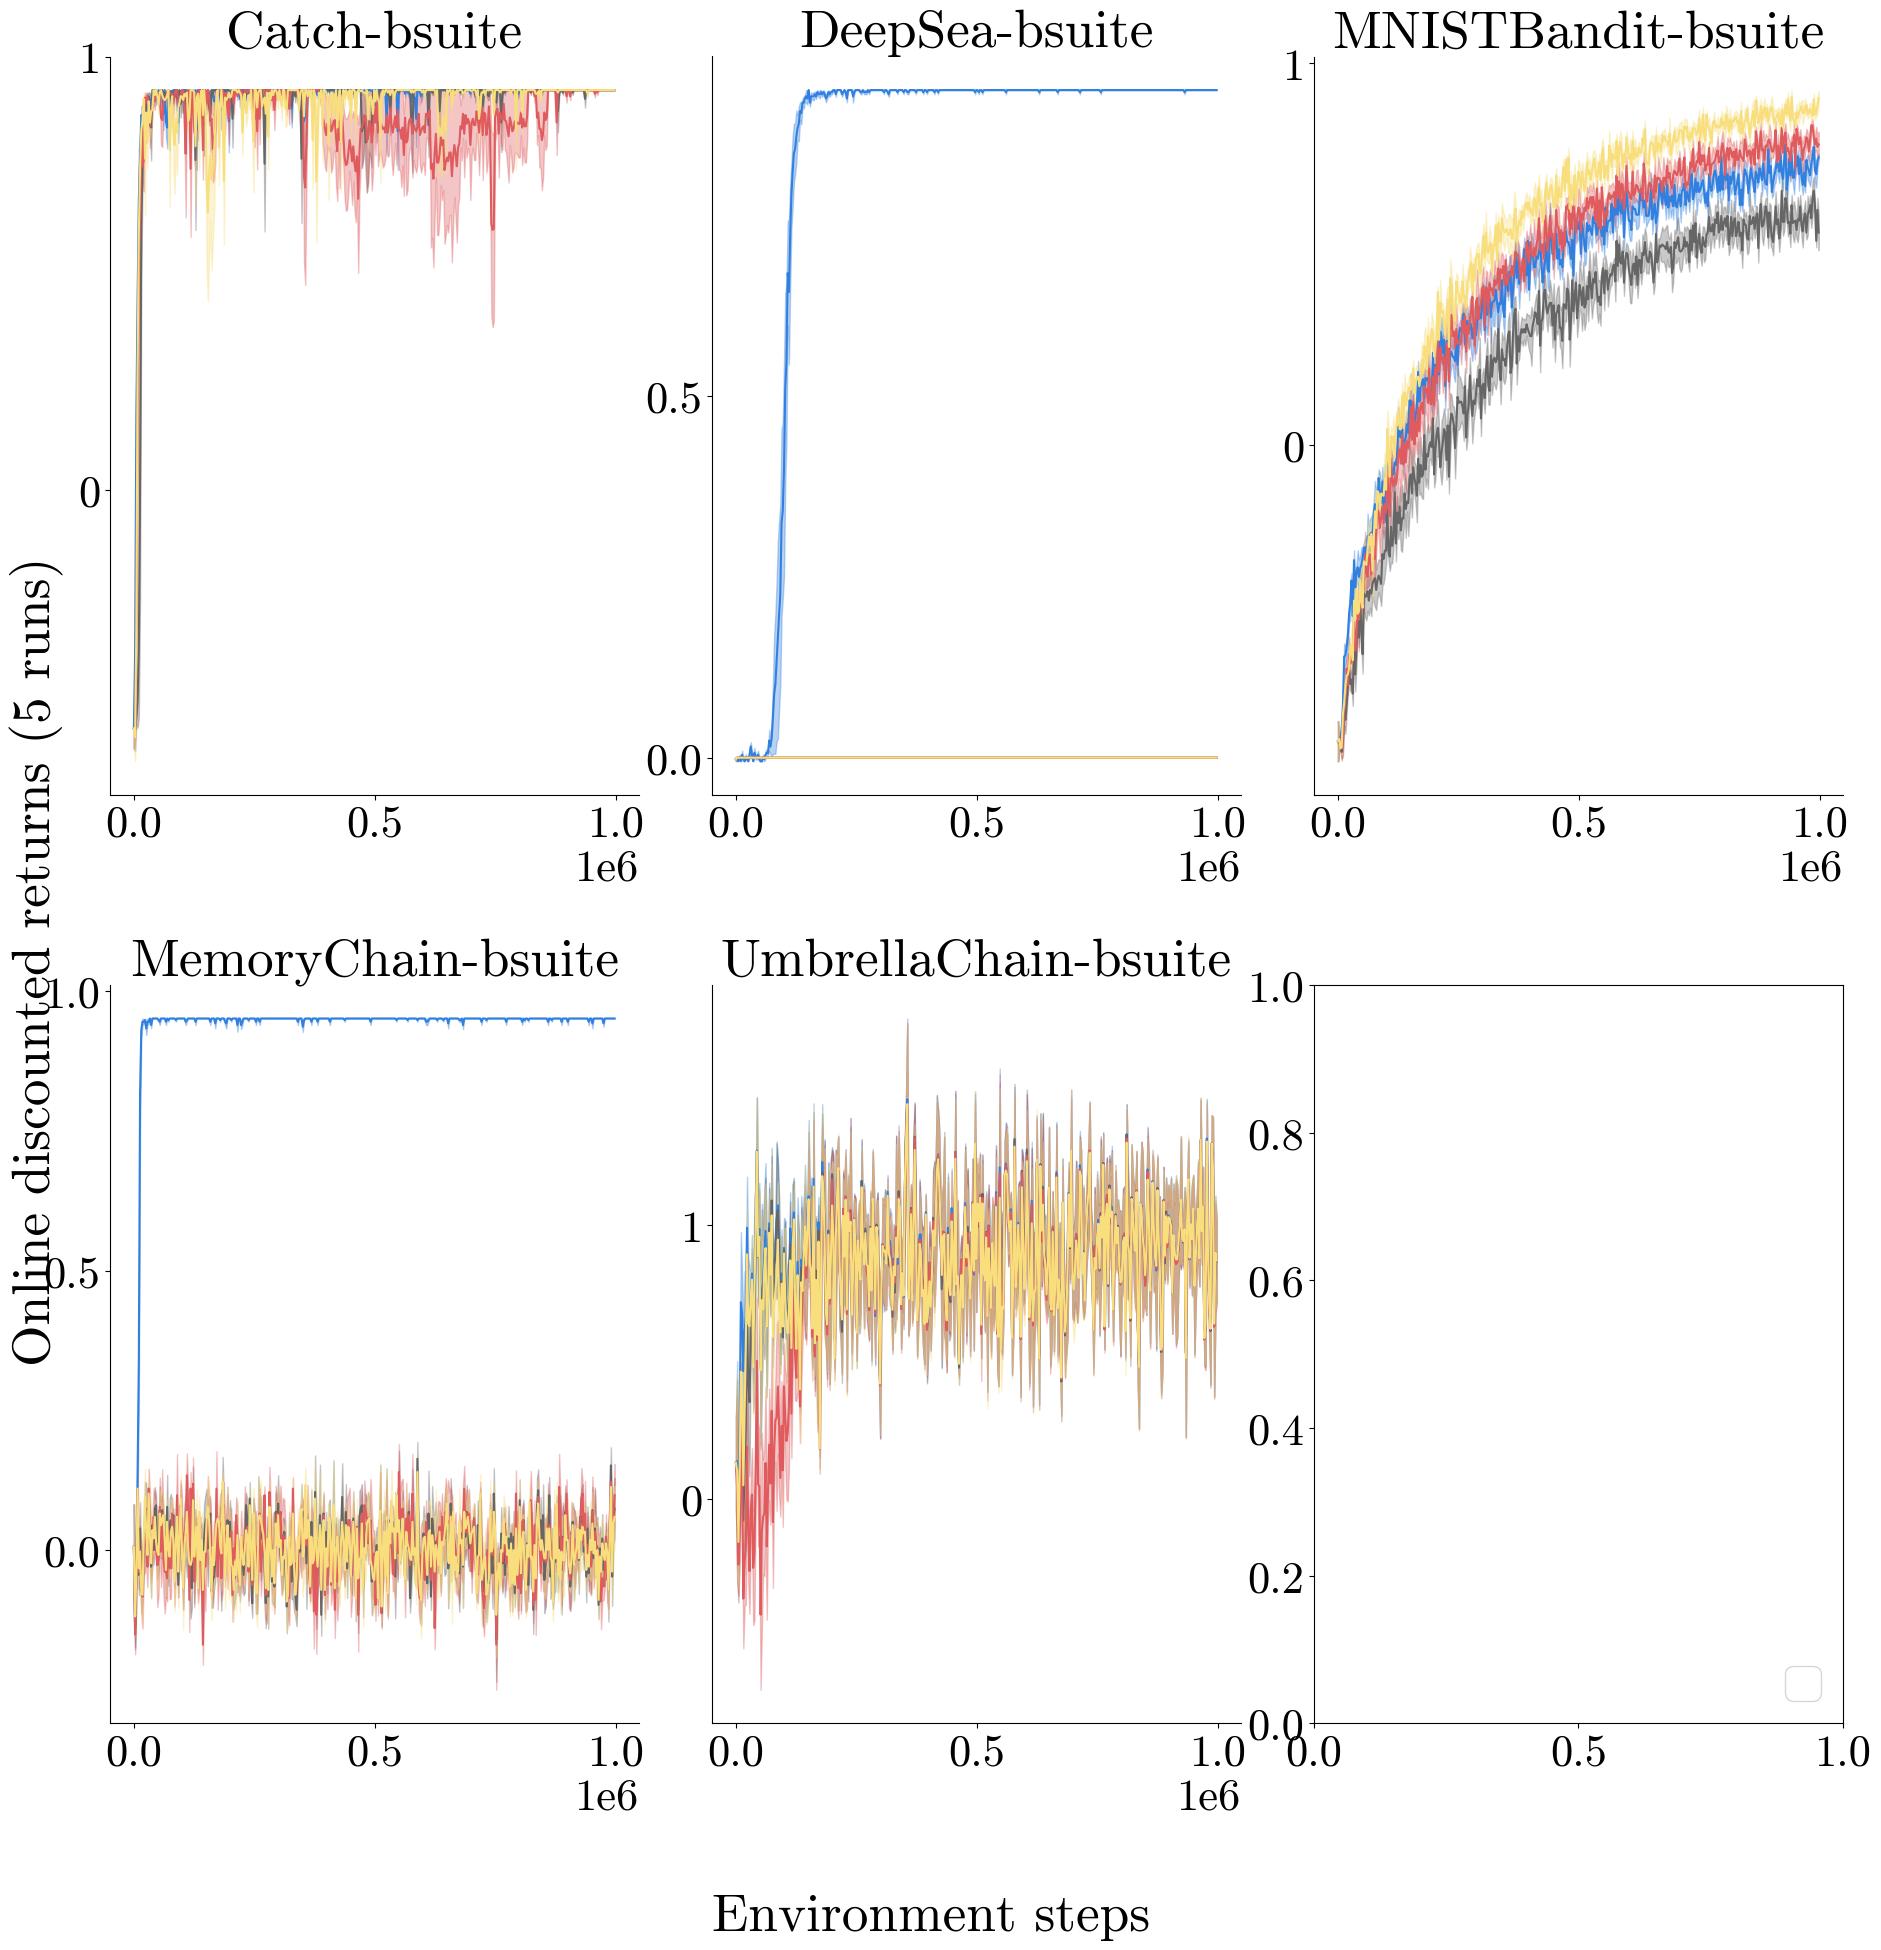 Catch-bsuite
DeepSea-bsuite
MNISTBandit-bsuite
1
0
0.0
0.5
1.0
1e6
0.5
0.0
0.0
0.5
1.0
1e6
1
0
0.0
0.5
1.0
1e6
Online discounted returns (5 runs)
MemoryChain-bsuite
UmbrellaChain-bsuite
1.0
0.5
0.0
0.0
0.5
1.0
1e6
1
0
0.0
0.5
1.0
1e6
1.0
0.8
0.6
0.4
0.2
0.0
0.0
0.5
1.0
Environment steps